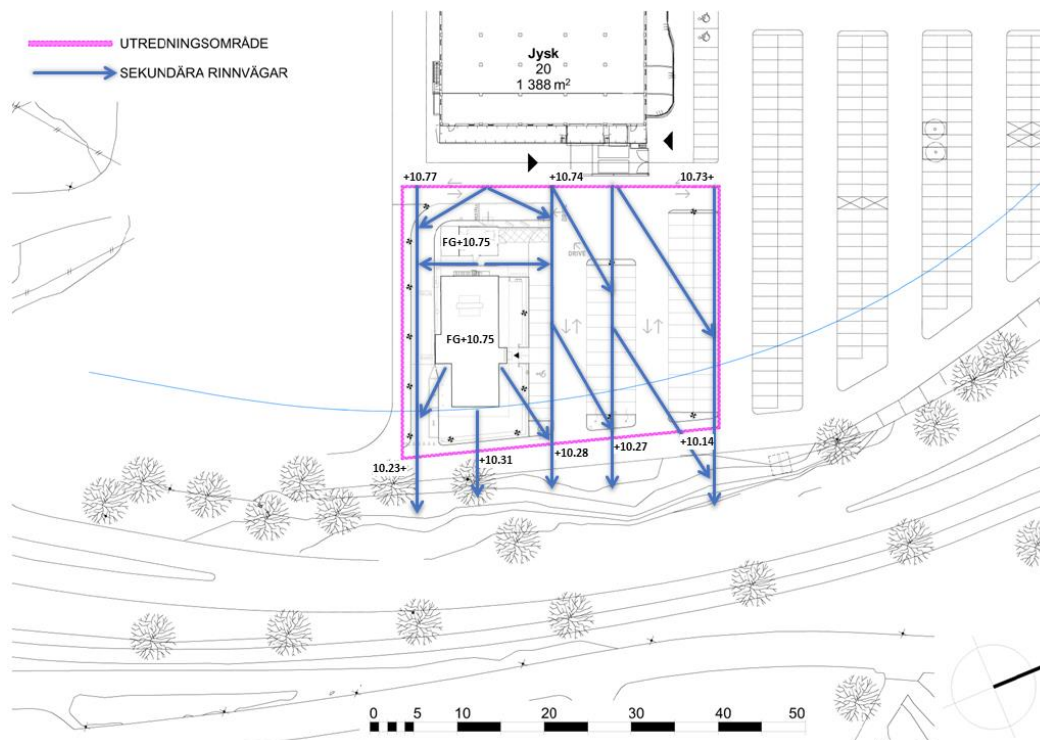 UTREDNINGSOMRÅDE
SEKUNDÄRA RINNVÄGAR
Jysk
20
1 388 m²
+10.77
+10.74
10.73+
FG+10.75
DRIVE
FG+10.75
10.23+
+10.31
+10.28
+10.27
+10.14
0 5 10 20 30 40 50